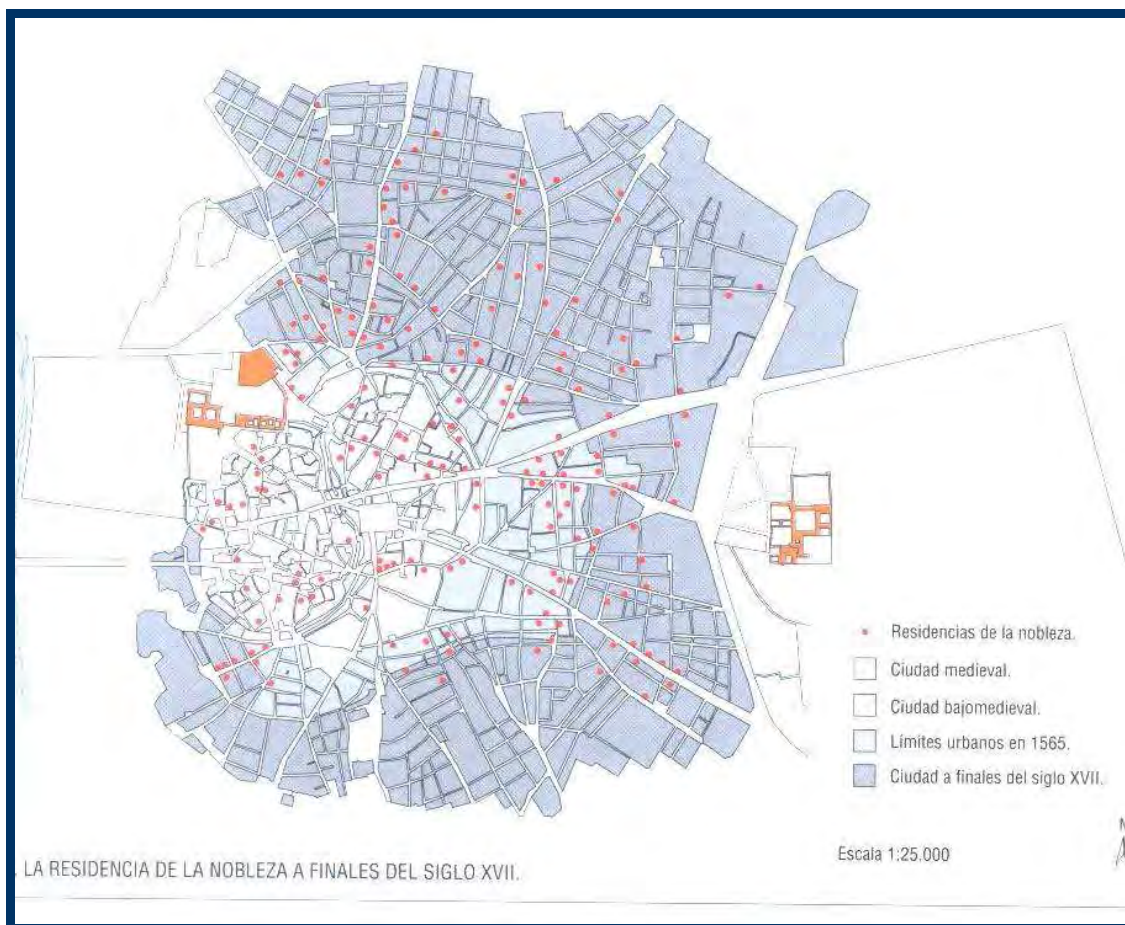 Residencias de la nobleza.
Ciudad medieval.
Ciudad bajomedieval.
Límites urbanos en 1565.
Ciudad a finales del siglo XVII.
N
Escala 1:25.000
. LA RESIDENCIA DE LA NOBLEZA A FINALES DEL SIGLO XVII.